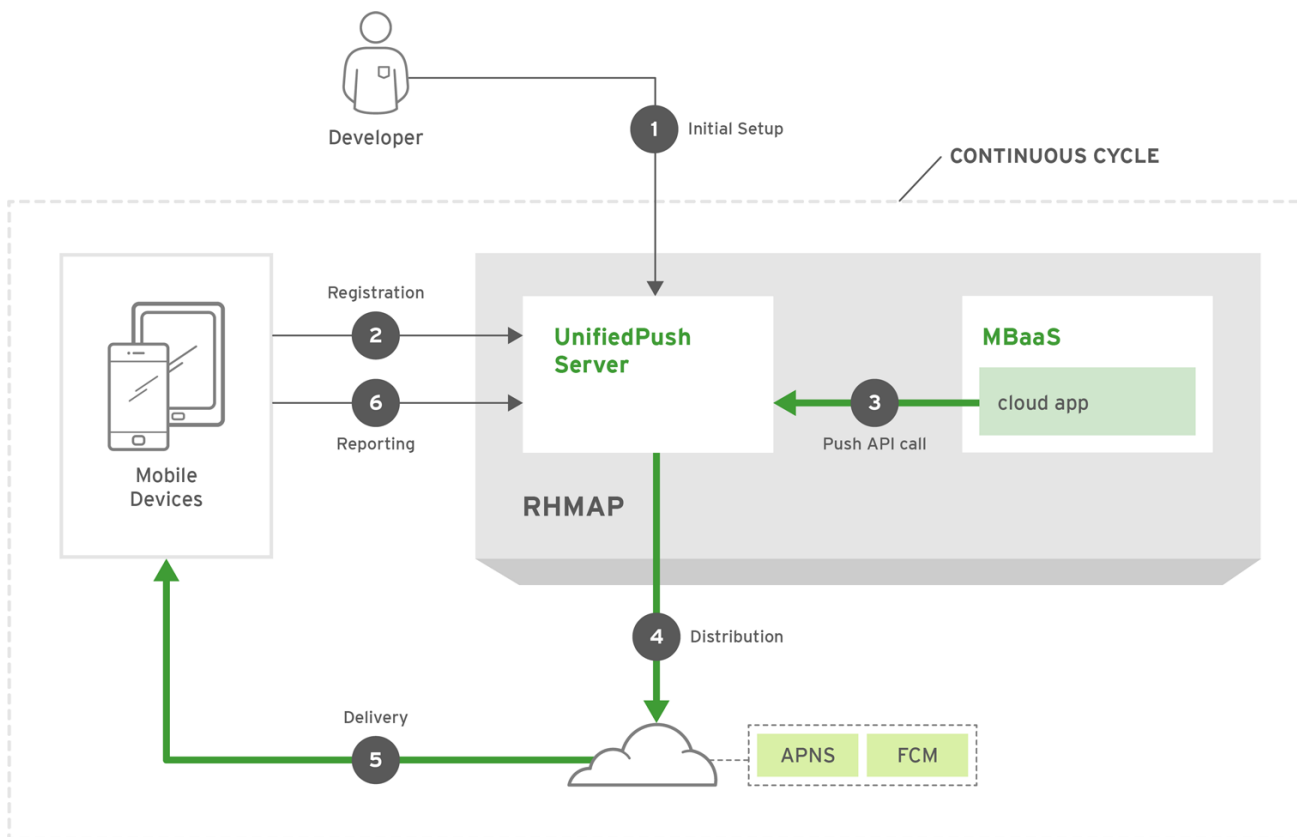 Developer
1
Initial Setup
CONTINUOUS CYCLE
Registration
2
6
Reporting
Mobile
Devices
UnifiedPush
Server
MBaaS
cloud app
3
Push API call
RHMAP
4
Distribution
Delivery
5
APNS
FCM